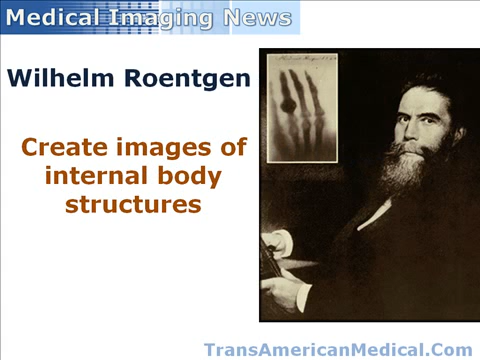 Medical Imaging News
Wilhelm Roentgen
Create images of
internal body
structures
TransAmericanMedical.Com